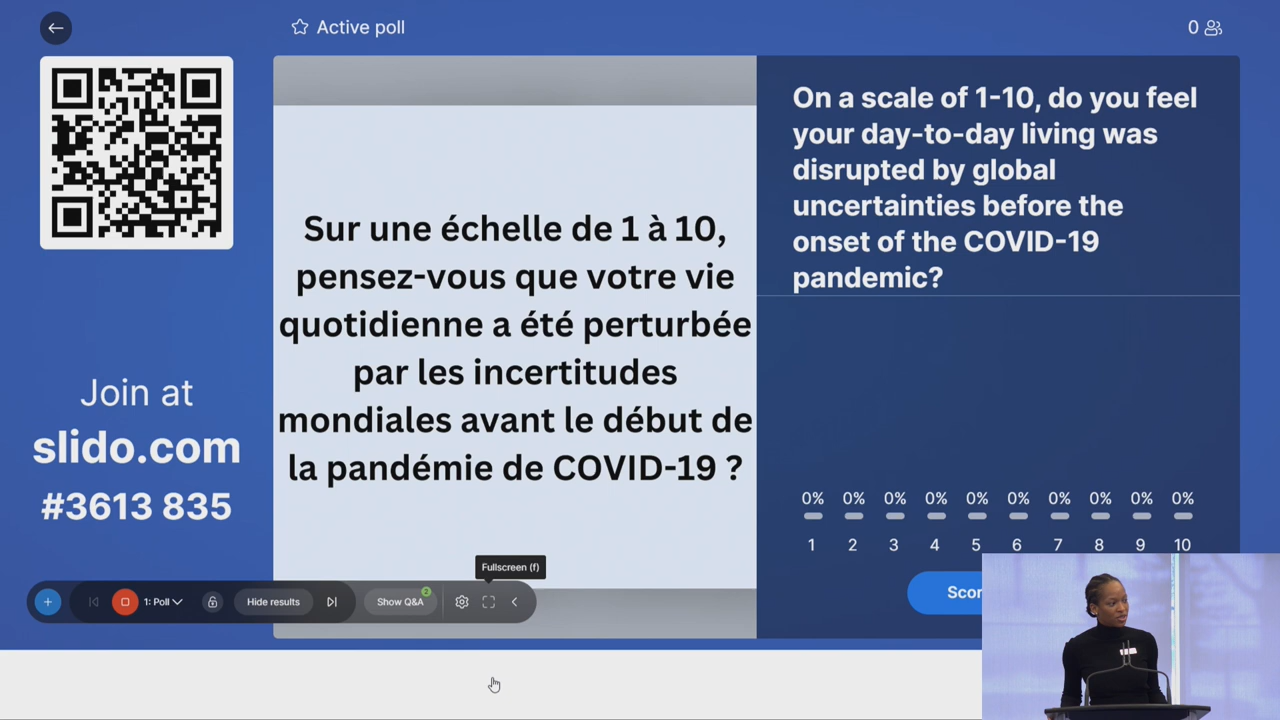 Active poll
0
Sur une échelle de 1 à 10,
pensez-vous que votre vie
quotidienne a été perturbée
par les incertitudes
mondiales avant le début de
la pandémie de COVID-19 ?
On a scale of 1-10, do you feel
your day-to-day living was
disrupted by global
uncertainties before the
onset of the COVID-19
pandemic?
Join at
slido.com
#3613 835
0% 0% 0% 0% 0% 0% 0% 0% 0% 0%
1 2 3 4 5 6 7 8 9 10
Fullscreen (f)
1: Poll
Hide results
Show Q&A
2